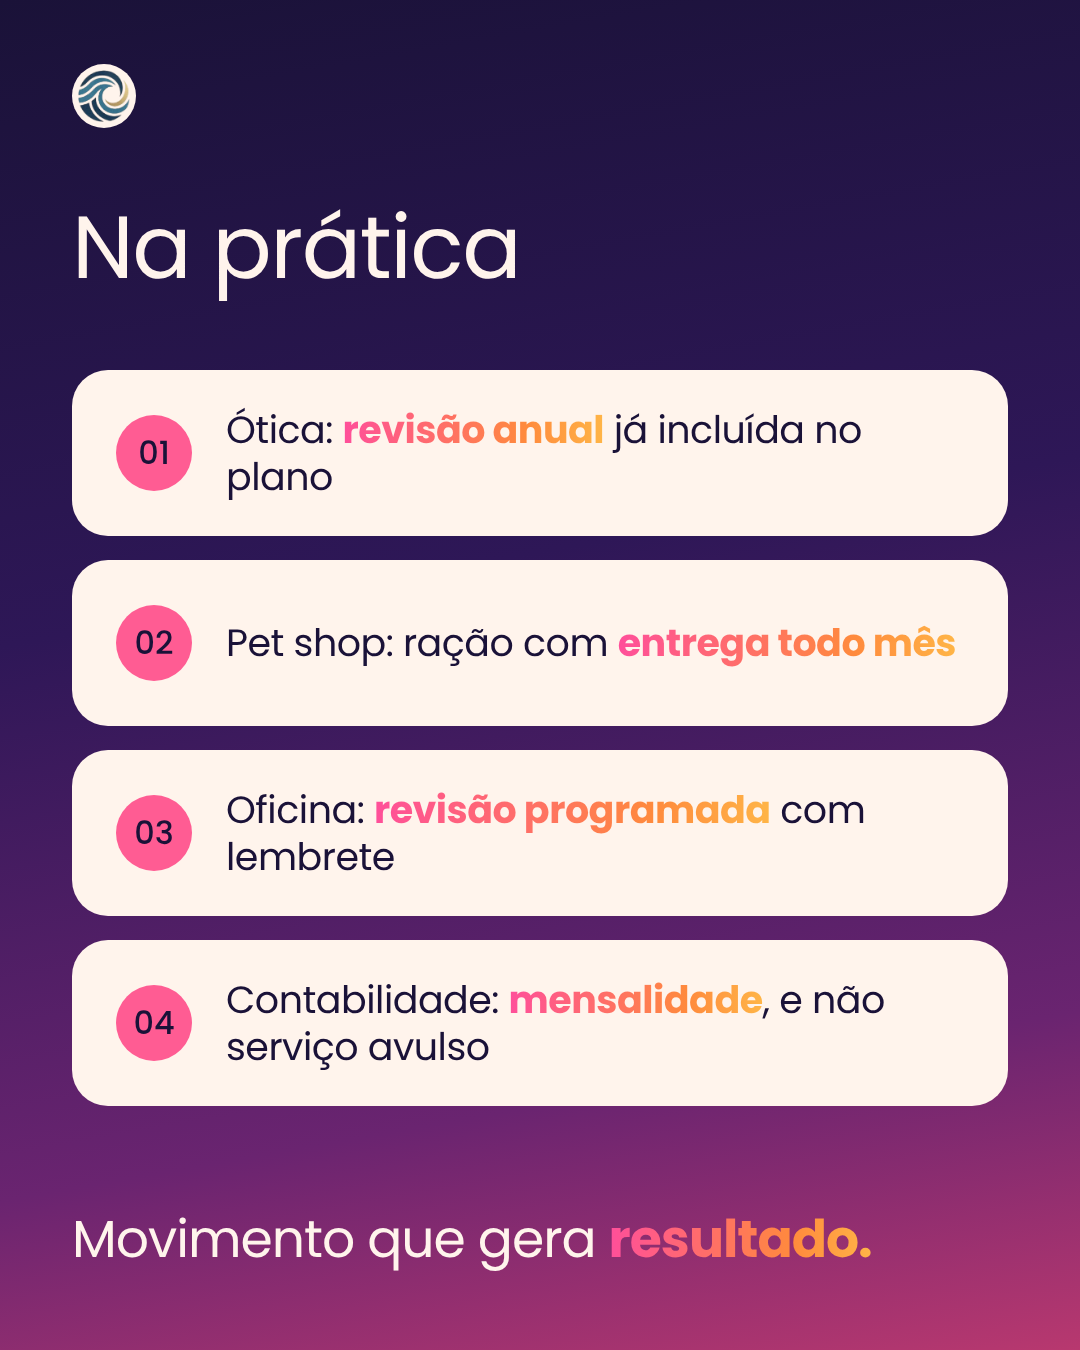 Na prática
01
Ótica: revisão anual já incluída no
plano
02
Pet shop: ração com entrega todo mês
03
Oficina: revisão programada com
lembrete
04
Contabilidade: mensalidade, e não
serviço avulso
Movimento que gera resultado.